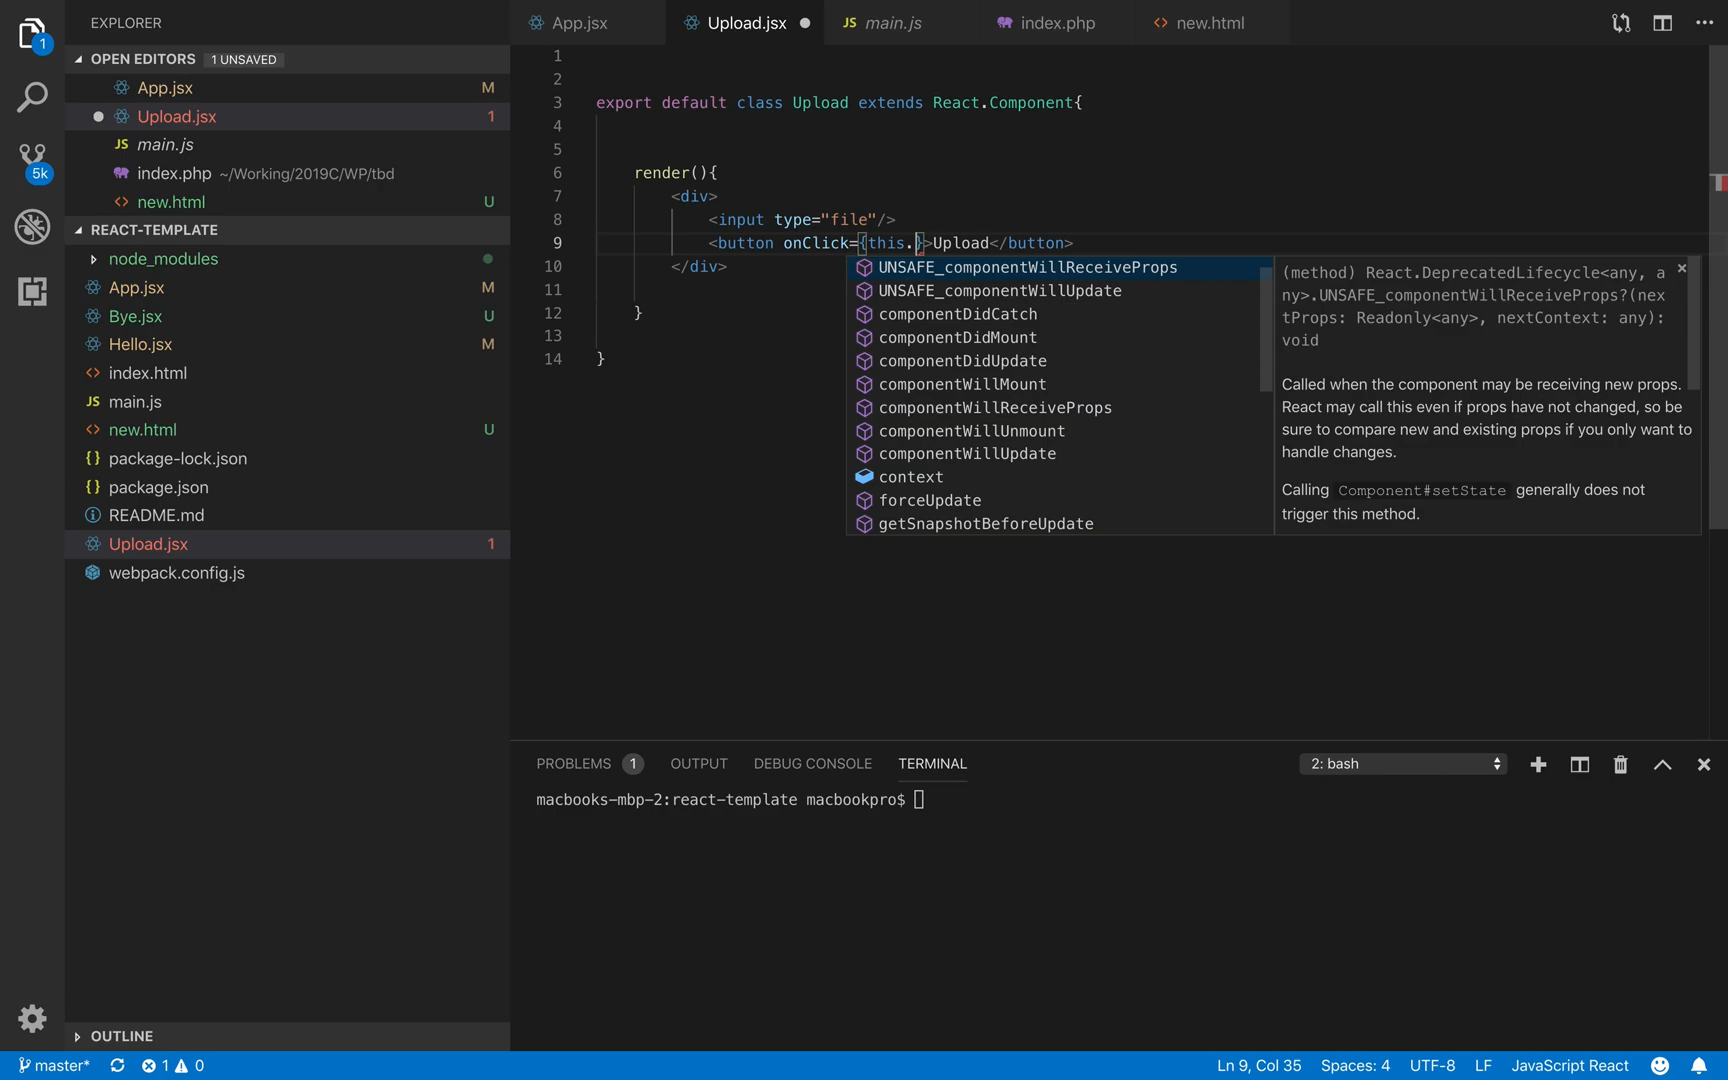 EXPLORER
OPEN EDITORS 1 UNSAVED
App.jsx M
Upload.jsx 1
JS main.js
index.php ~/Working/2019C/WP/tbd
<> new.html U
REACT-TEMPLATE
node_modules
App.jsx M
Bye.jsx U
Hello.jsx M
<> index.html
JS main.js
<> new.html U
{} package-lock.json
{} package.json
README.md
Upload.jsx 1
webpack.config.js
OUTLINE
1
5k
App.jsx
Upload.jsx
JS main.js
index.php
<> new.html
1
2
3 export default class Upload extends React.Component{
4
5
6 render(){
7 <div>
8 <input type="file"/>
9 <button onClick={this.}>Upload</button>
10 </div>
11
12 }
13
14 }
UNSAFE_componentWillReceiveProps
UNSAFE_componentWillUpdate
componentDidCatch
componentDidMount
componentDidUpdate
componentWillMount
componentWillReceiveProps
componentWillUnmount
componentWillUpdate
context
forceUpdate
getSnapshotBeforeUpdate
(method) React.DeprecatedLifecycle<any, a
ny>.UNSAFE_componentWillReceiveProps?(nex
tProps: Readonly<any>, nextContext: any):
void
Called when the component may be receiving new props.
React may call this even if props have not changed, so be
sure to compare new and existing props if you only want to
handle changes.
Calling Component#setState generally does not
trigger this method.
PROBLEMS 1 OUTPUT DEBUG CONSOLE TERMINAL
2: bash
macbooks-mbp-2:react-template macbookpro$
master* 1 0
Ln 9, Col 35 Spaces: 4 UTF-8 LF JavaScript React